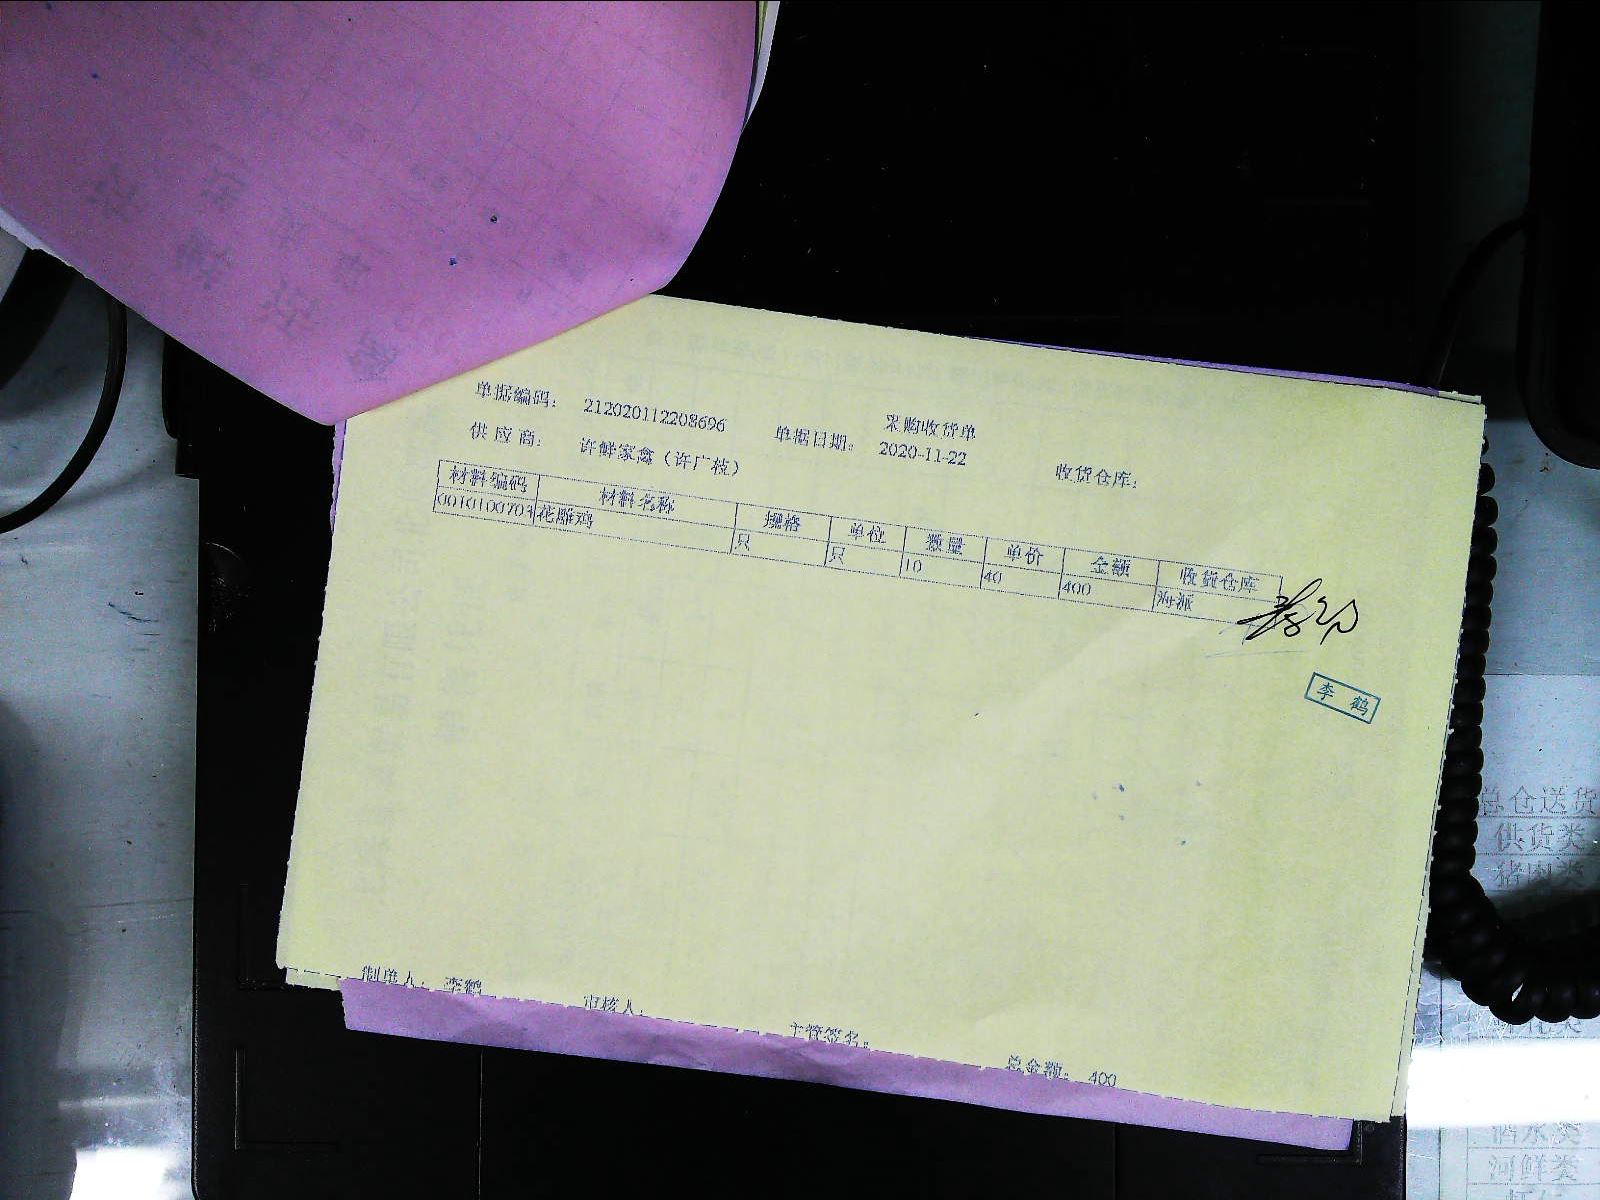 采购收货单
单据编码： 212020112208696 单据日期： 2020-11-22 收货仓库：
供应商： 许鲜家禽（许广枝）
材料编码 材料名称 规格 单位 数量 单价 金额 收货仓库
0010100703 花雕鸡 只 只 10 40 400 海派
李鹤
制单人： 李鹤 审核人： 主管签名： 总金额： 400
总仓送货
供货类
猪肉类
酒水类
河鲜类